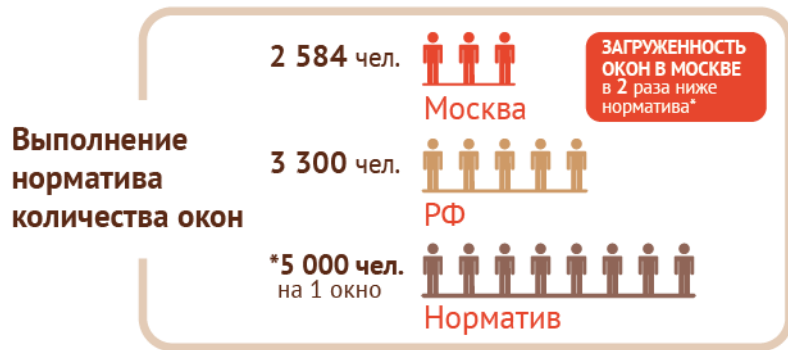 Выполнение
норматива
количества окон
2 584 чел.
Москва
ЗАГРУЖЕННОСТЬ
ОКОН В МОСКВЕ
в 2 раза ниже
норматива*
3 300 чел.
РФ
*5 000 чел.
на 1 окно
Норматив